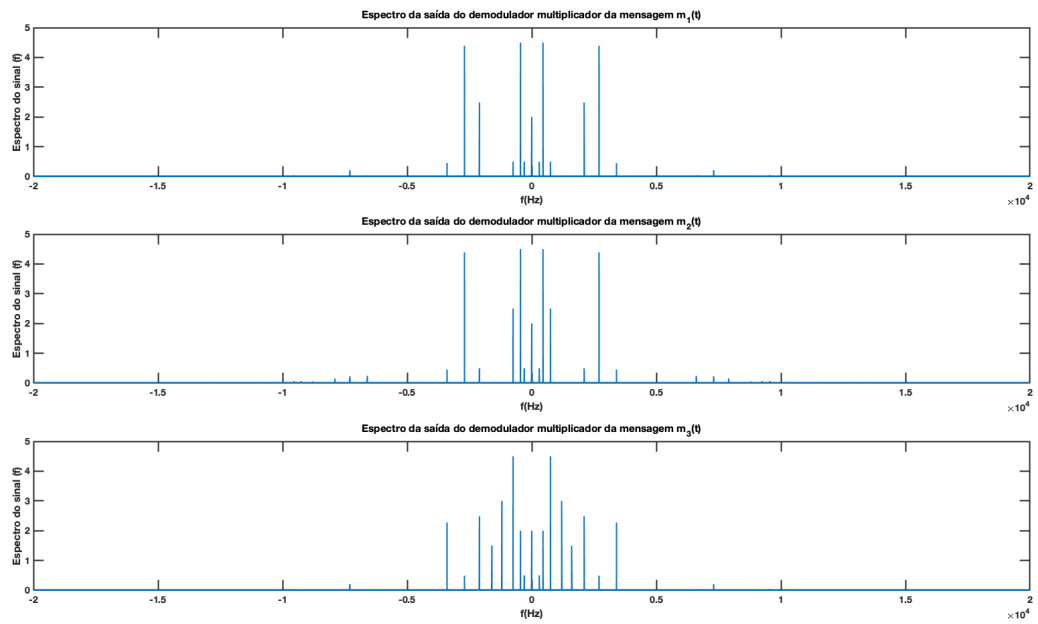 Espectro da saída do demodulador multiplicador da mensagem m1(t)
Espectro do sinal (f)
5
4
3
2
1
0
-2 -1.5 -1 -0.5 0 0.5 1 1.5 2
f(Hz)
×10^4
Espectro da saída do demodulador multiplicador da mensagem m2(t)
Espectro do sinal (f)
5
4
3
2
1
0
-2 -1.5 -1 -0.5 0 0.5 1 1.5 2
f(Hz)
×10^4
Espectro da saída do demodulador multiplicador da mensagem m3(t)
Espectro do sinal (f)
5
4
3
2
1
0
-2 -1.5 -1 -0.5 0 0.5 1 1.5 2
f(Hz)
×10^4